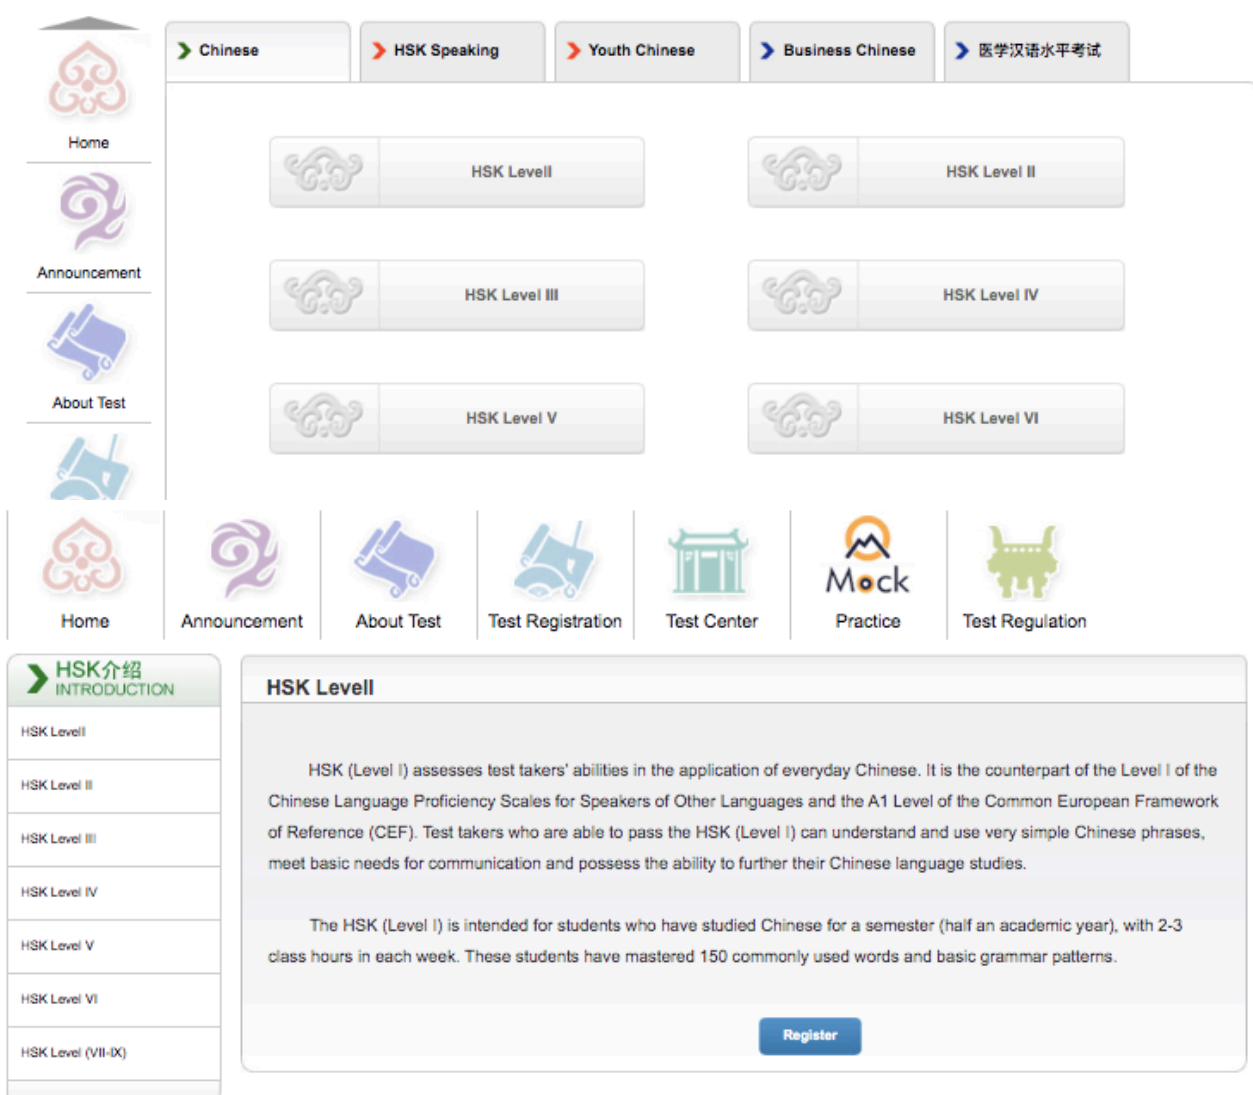 Chinese
HSK Speaking
Youth Chinese
Business Chinese
医学汉语水平考试
Home
Announcement
About Test
HSK LevelI
HSK Level II
HSK Level III
HSK Level IV
HSK Level V
HSK Level VI
Home
Announcement
About Test
Test Registration
Test Center
Mock
Practice
Test Regulation
HSK介绍
INTRODUCTION
HSK LevelI
HSK Level II
HSK Level III
HSK Level IV
HSK Level V
HSK Level VI
HSK Level (VII-IX)
HSK LevelI
HSK (Level I) assesses test takers' abilities in the application of everyday Chinese. It is the counterpart of the Level I of the
Chinese Language Proficiency Scales for Speakers of Other Languages and the A1 Level of the Common European Framework
of Reference (CEF). Test takers who are able to pass the HSK (Level I) can understand and use very simple Chinese phrases,
meet basic needs for communication and possess the ability to further their Chinese language studies.
The HSK (Level I) is intended for students who have studied Chinese for a semester (half an academic year), with 2-3
class hours in each week. These students have mastered 150 commonly used words and basic grammar patterns.
Register